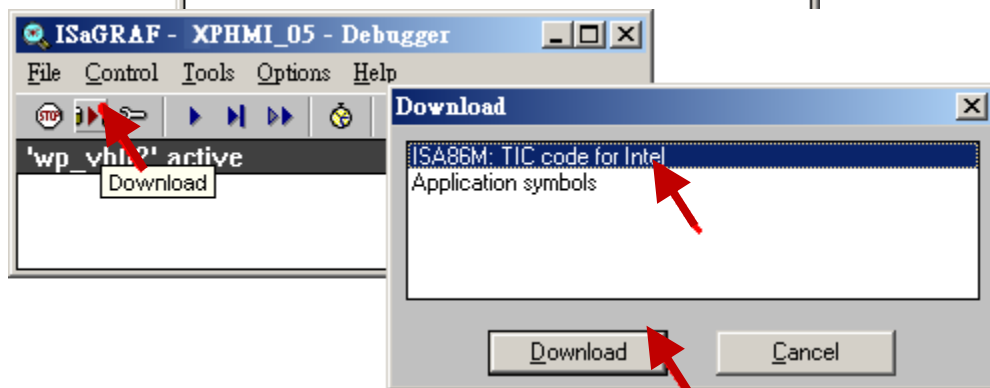 ISaGRAF - XPHMI_05 - Debugger
File Control Tools Options Help
STOP
active
Download
Download
ISA86M: TIC code for Intel
Application symbols
Download Cancel